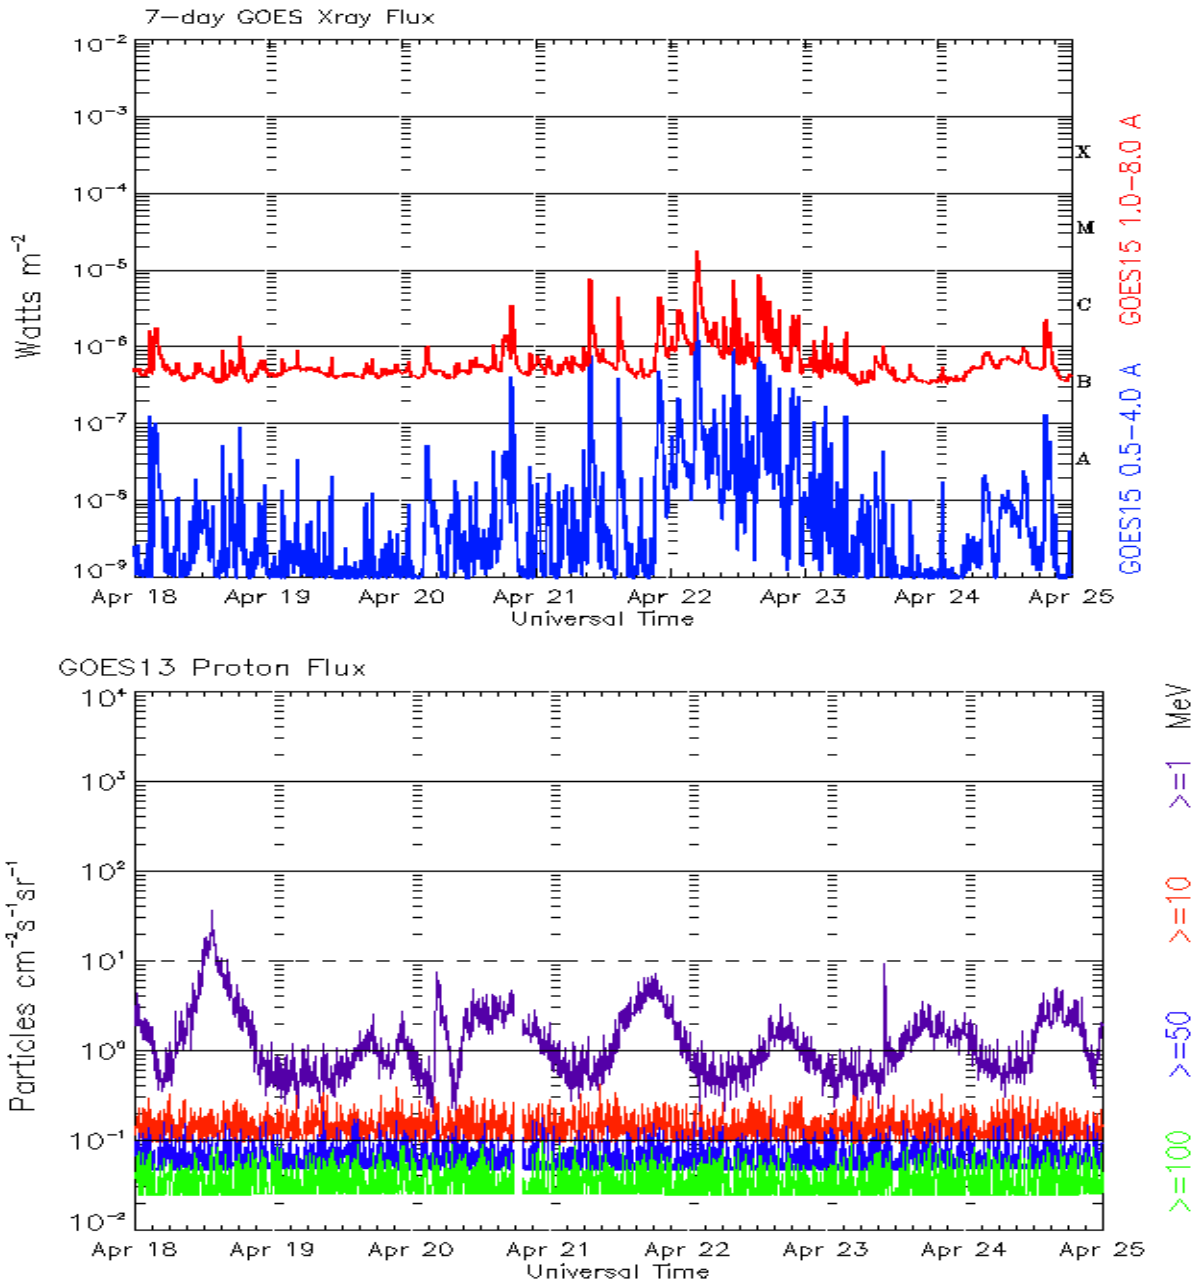 7-day GOES Xray Flux
10⁻²
10⁻³
10⁻⁴
10⁻⁵
10⁻⁶
10⁻⁷
10⁻⁸
10⁻⁹
Watts m⁻²
X
M
C
B
A
GOES15 1.0-8.0 A
GOES15 0.5-4.0 A
Apr 18 Apr 19 Apr 20 Apr 21 Apr 22 Apr 23 Apr 24 Apr 25
Universal Time
GOES13 Proton Flux
10⁴
10³
10²
10¹
10⁰
10⁻¹
10⁻²
Particles cm⁻²s⁻¹sr⁻¹
>=1 MeV
>=10
>=50
>=100
Apr 18 Apr 19 Apr 20 Apr 21 Apr 22 Apr 23 Apr 24 Apr 25
Universal Time